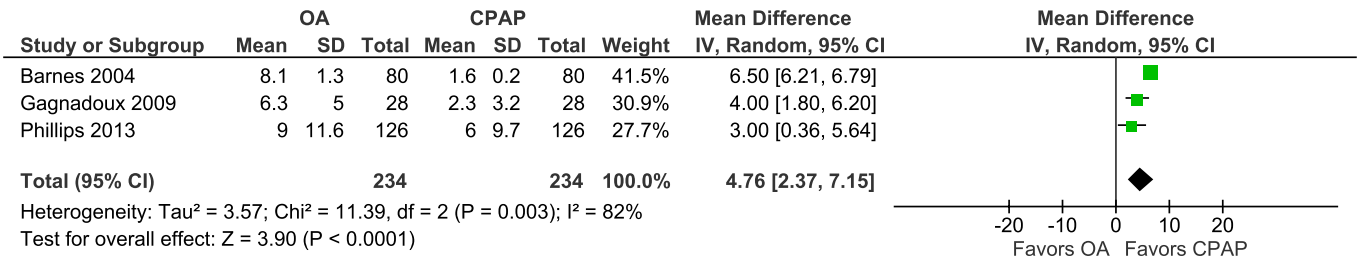 OA CPAP Mean Difference Mean Difference
Study or Subgroup Mean SD Total Mean SD Total Weight IV, Random, 95% CI IV, Random, 95% CI
Barnes 2004 8.1 1.3 80 1.6 0.2 80 41.5% 6.50 [6.21, 6.79]
Gagnadoux 2009 6.3 5 28 2.3 3.2 28 30.9% 4.00 [1.80, 6.20]
Phillips 2013 9 11.6 126 6 9.7 126 27.7% 3.00 [0.36, 5.64]
Total (95% CI) 234 234 100.0% 4.76 [2.37, 7.15]
Heterogeneity: Tau² = 3.57; Chi² = 11.39, df = 2 (P = 0.003); I² = 82%
Test for overall effect: Z = 3.90 (P < 0.0001)
-20 -10 0 10 20
Favors OA Favors CPAP